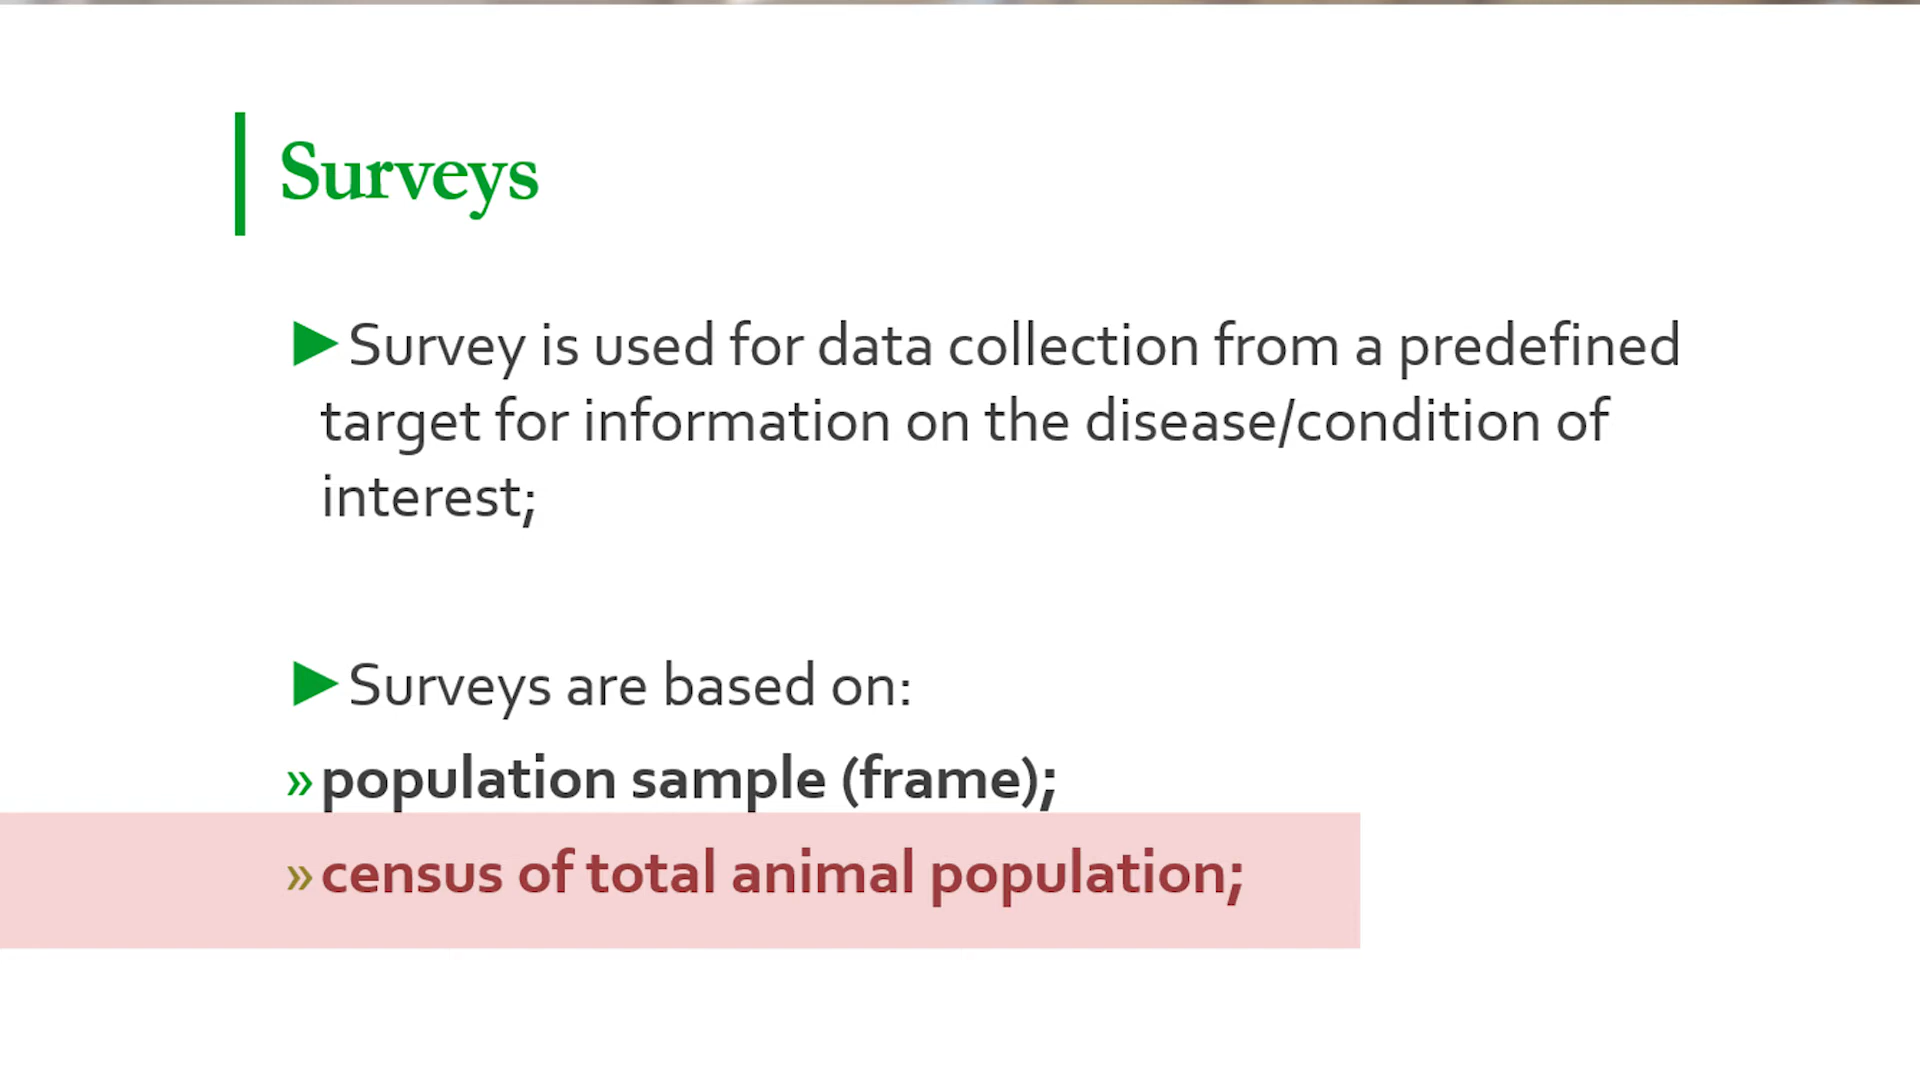 Surveys
►Survey is used for data collection from a predefined
target for information on the disease/condition of
interest;
►Surveys are based on:
»population sample (frame);
»census of total animal population;